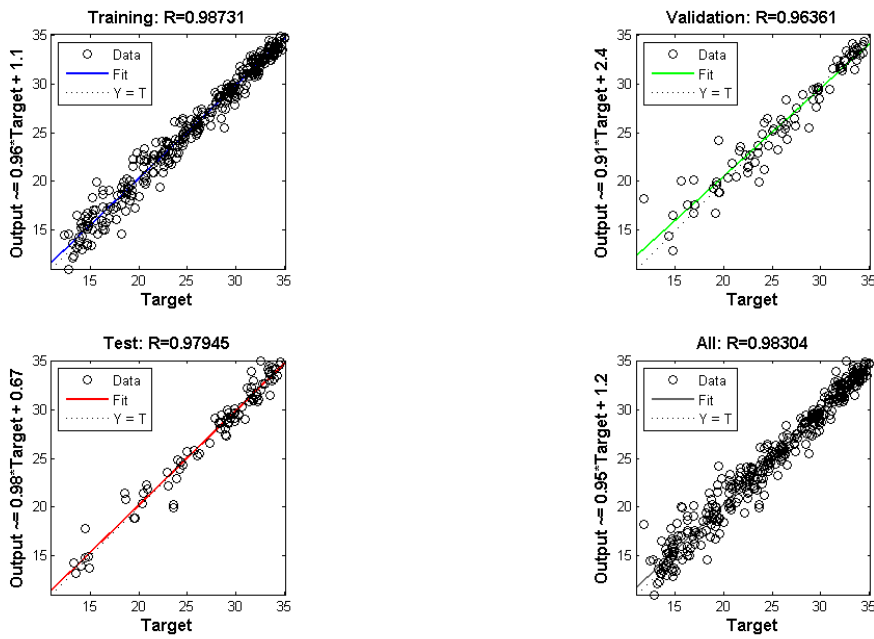 Training: R=0.98731
Output ~= 0.96*Target + 1.1
35
30
25
20
15
Data
Fit
Y = T
15 20 25 30 35
Target
Validation: R=0.96361
Output ~= 0.91*Target + 2.4
35
30
25
20
15
Data
Fit
Y = T
15 20 25 30 35
Target
Test: R=0.97945
Output ~= 0.98*Target + 0.67
35
30
25
20
15
Data
Fit
Y = T
15 20 25 30 35
Target
All: R=0.98304
Output ~= 0.95*Target + 1.2
35
30
25
20
15
Data
Fit
Y = T
15 20 25 30 35
Target